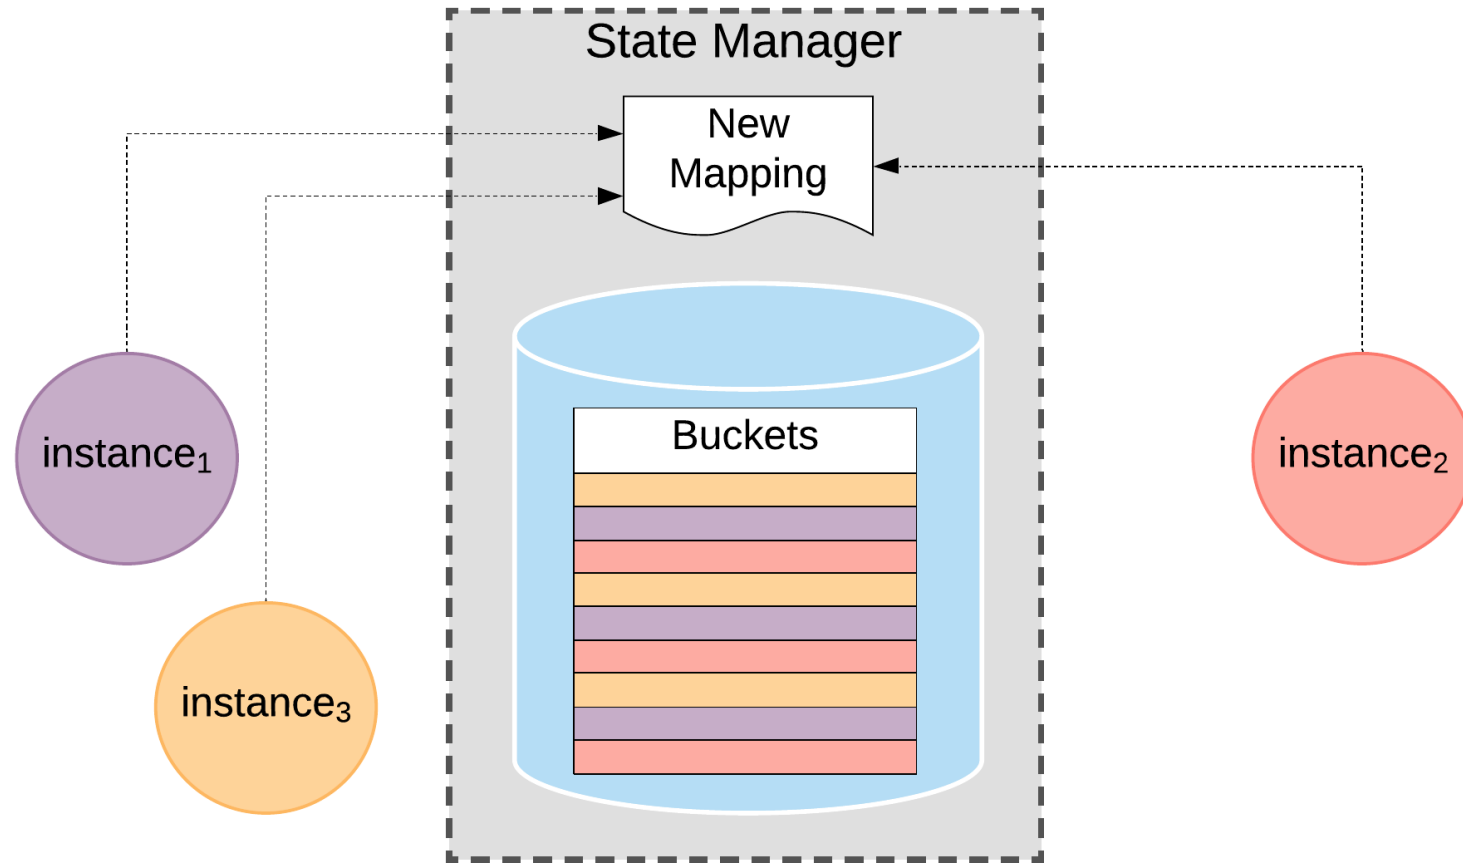 State Manager
New
Mapping
Buckets
instance₁
instance₂
instance₃